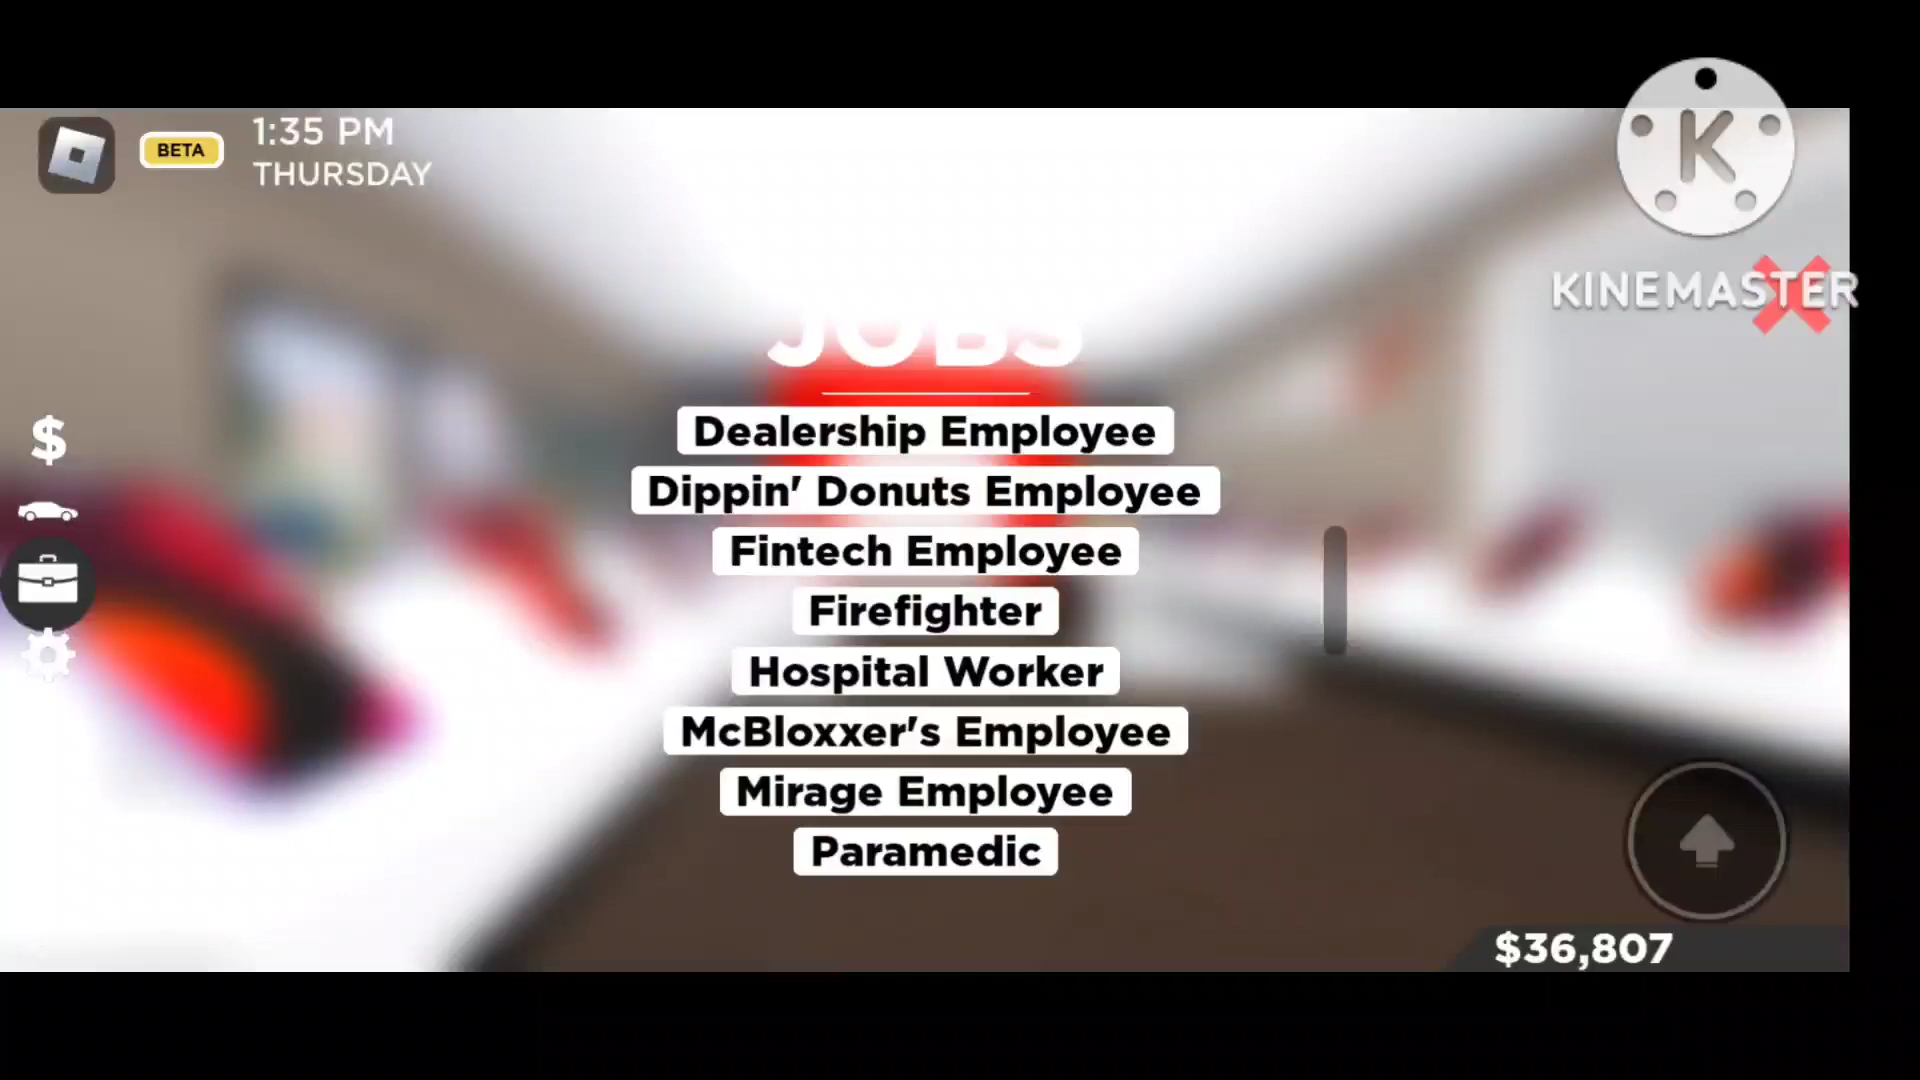 BETA
1:35 PM
THURSDAY
K
KINEMASTER
JOBS
$
Dealership Employee
Dippin' Donuts Employee
Fintech Employee
Firefighter
Hospital Worker
McBloxxer's Employee
Mirage Employee
Paramedic
$36,807